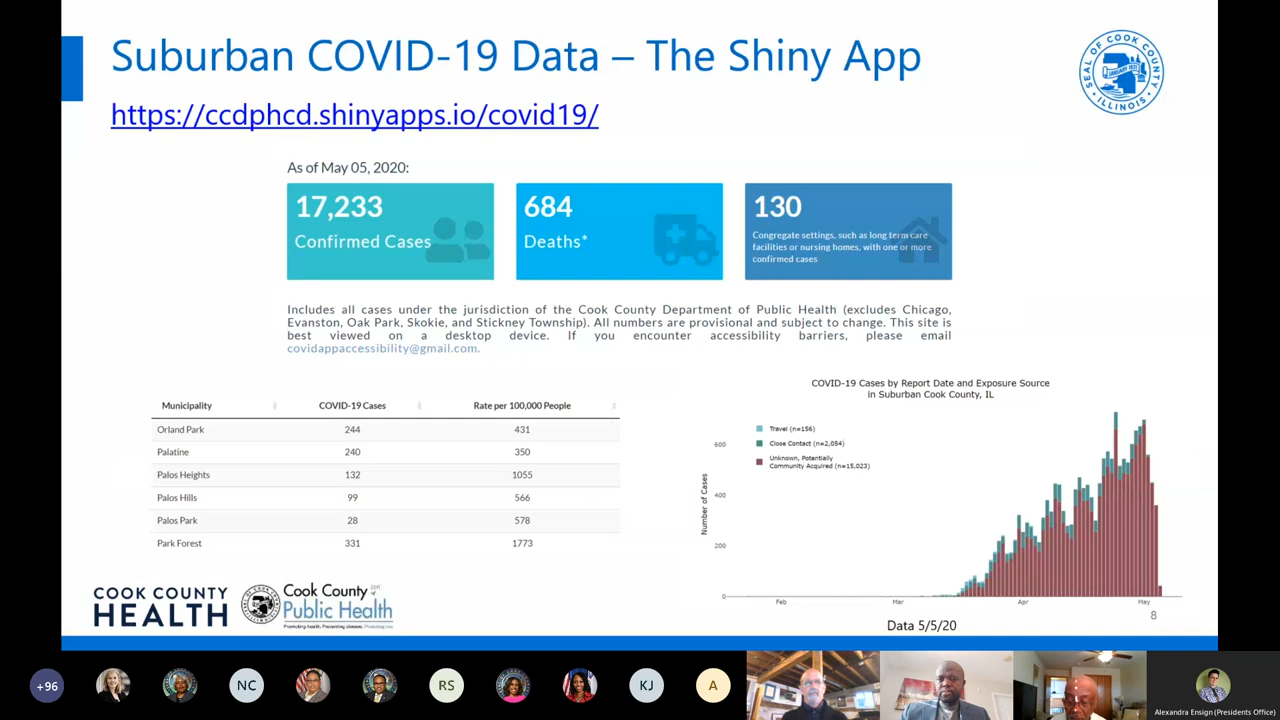 Suburban COVID-19 Data – The Shiny App
https://ccdphcd.shinyapps.io/covid19/
SEAL OF COOK COUNTY
ILLINOIS
As of May 05, 2020:
17,233
Confirmed Cases
684
Deaths*
130
Congregate settings, such as long term care
facilities or nursing homes, with one or more
confirmed cases
Includes all cases under the jurisdiction of the Cook County Department of Public Health (excludes Chicago,
Evanston, Oak Park, Skokie, and Stickney Township). All numbers are provisional and subject to change. This site is
best viewed on a desktop device. If you encounter accessibility barriers, please email
covidappaccessibility@gmail.com.
Municipality COVID-19 Cases Rate per 100,000 People
Orland Park 244 431
Palatine 240 350
Palos Heights 132 1055
Palos Hills 99 566
Palos Park 28 578
Park Forest 331 1773
COVID-19 Cases by Report Date and Exposure Source
in Suburban Cook County, IL
Travel (n=156)
Close Contact (n=2,054)
Unknown, Potentially
Community Acquired (n=15,023)
Number of Cases
600
400
200
0
Feb Mar Apr May
Data 5/5/20
8
COOK COUNTY
HEALTH
Cook County
Public Health
Promoting health. Preventing disease. Protecting you.
+96
NC
RS
KJ
A
Alexandra Ensign (Presidents Office)